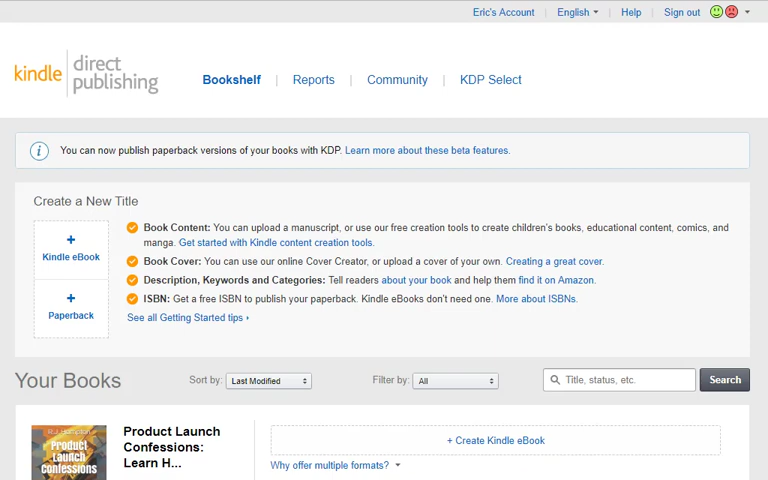 Eric's Account | English | Help | Sign out
kindle direct publishing
Bookshelf | Reports | Community | KDP Select
You can now publish paperback versions of your books with KDP. Learn more about these beta features.
Create a New Title
+
Kindle eBook
+
Paperback
Book Content: You can upload a manuscript, or use our free creation tools to create children's books, educational content, comics, and
manga. Get started with Kindle content creation tools.
Book Cover: You can use our online Cover Creator, or upload a cover of your own. Creating a great cover.
Description, Keywords and Categories: Tell readers about your book and help them find it on Amazon.
ISBN: Get a free ISBN to publish your paperback. Kindle eBooks don't need one. More about ISBNs.
See all Getting Started tips ›
Your Books
Sort by: Last Modified
Filter by: All
Title, status, etc.
Search
Product
Launch
Confessions
Product Launch
Confessions:
Learn H...
+ Create Kindle eBook
Why offer multiple formats?